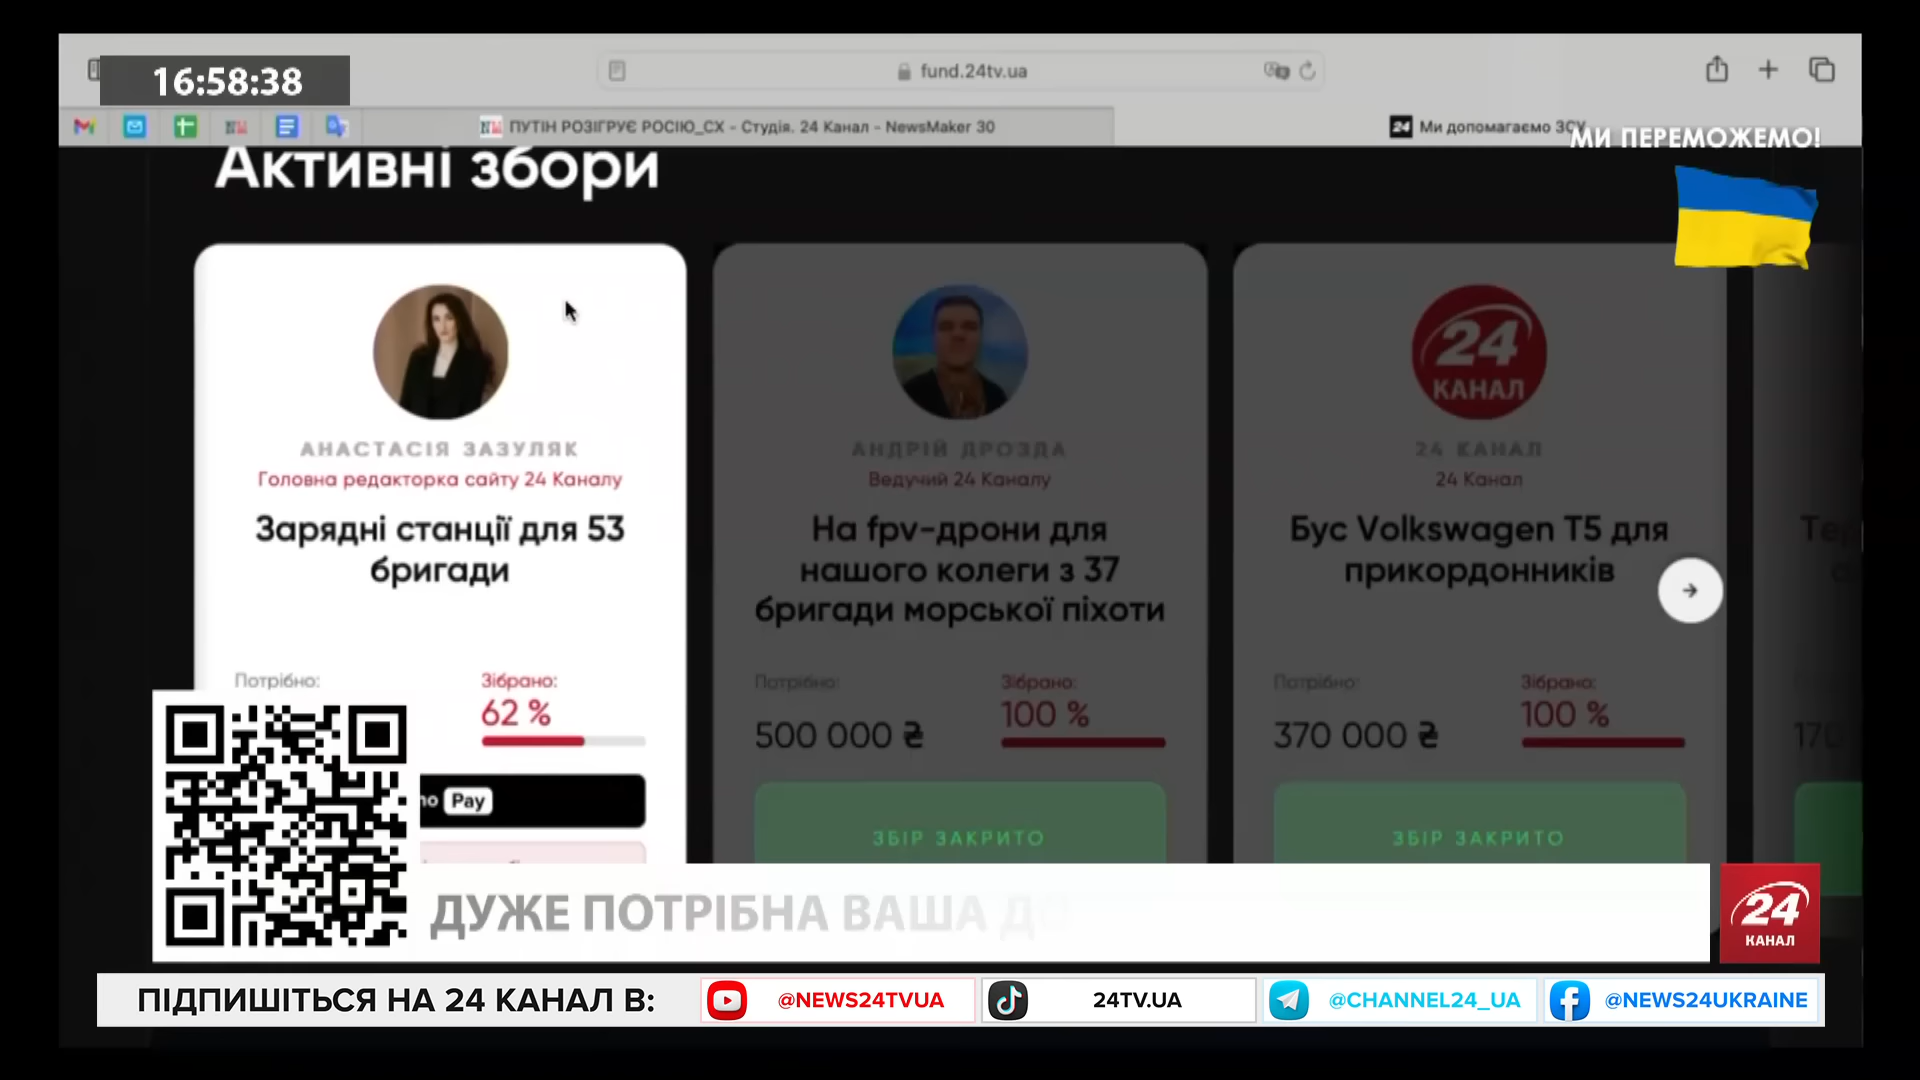 16:58:38
fund.24tv.ua
ПУТІН РОЗІГРУЄ РОСІЮ_СХ - Студія. 24 Канал - NewsMaker 30
24 Ми допомагаємо ЗСУ
МИ ПЕРЕМОЖЕМО!
Активні збори
АНАСТАСІЯ ЗАЗУЛЯК
Головна редакторка сайту 24 Каналу
Зарядні станції для 53
бригади
Потрібно:
Зібрано:
62 %
Pay
АНДРІЙ ДРОЗДА
Ведучий 24 Каналу
На fpv-дрони для
нашого колеги з 37
бригади морської піхоти
Потрібно:
500 000 ₴
Зібрано:
100 %
ЗБІР ЗАКРИТО
24
КАНАЛ
24 КАНАЛ
24 Канал
Бус Volkswagen T5 для
прикордонників
Потрібно:
370 000 ₴
Зібрано:
100 %
ЗБІР ЗАКРИТО
170
ДУЖЕ ПОТРІБНА ВАША
24
КАНАЛ
ПІДПИШІТЬСЯ НА 24 КАНАЛ В:
@NEWS24TVUA
24TV.UA
@CHANNEL24_UA
@NEWS24UKRAINE